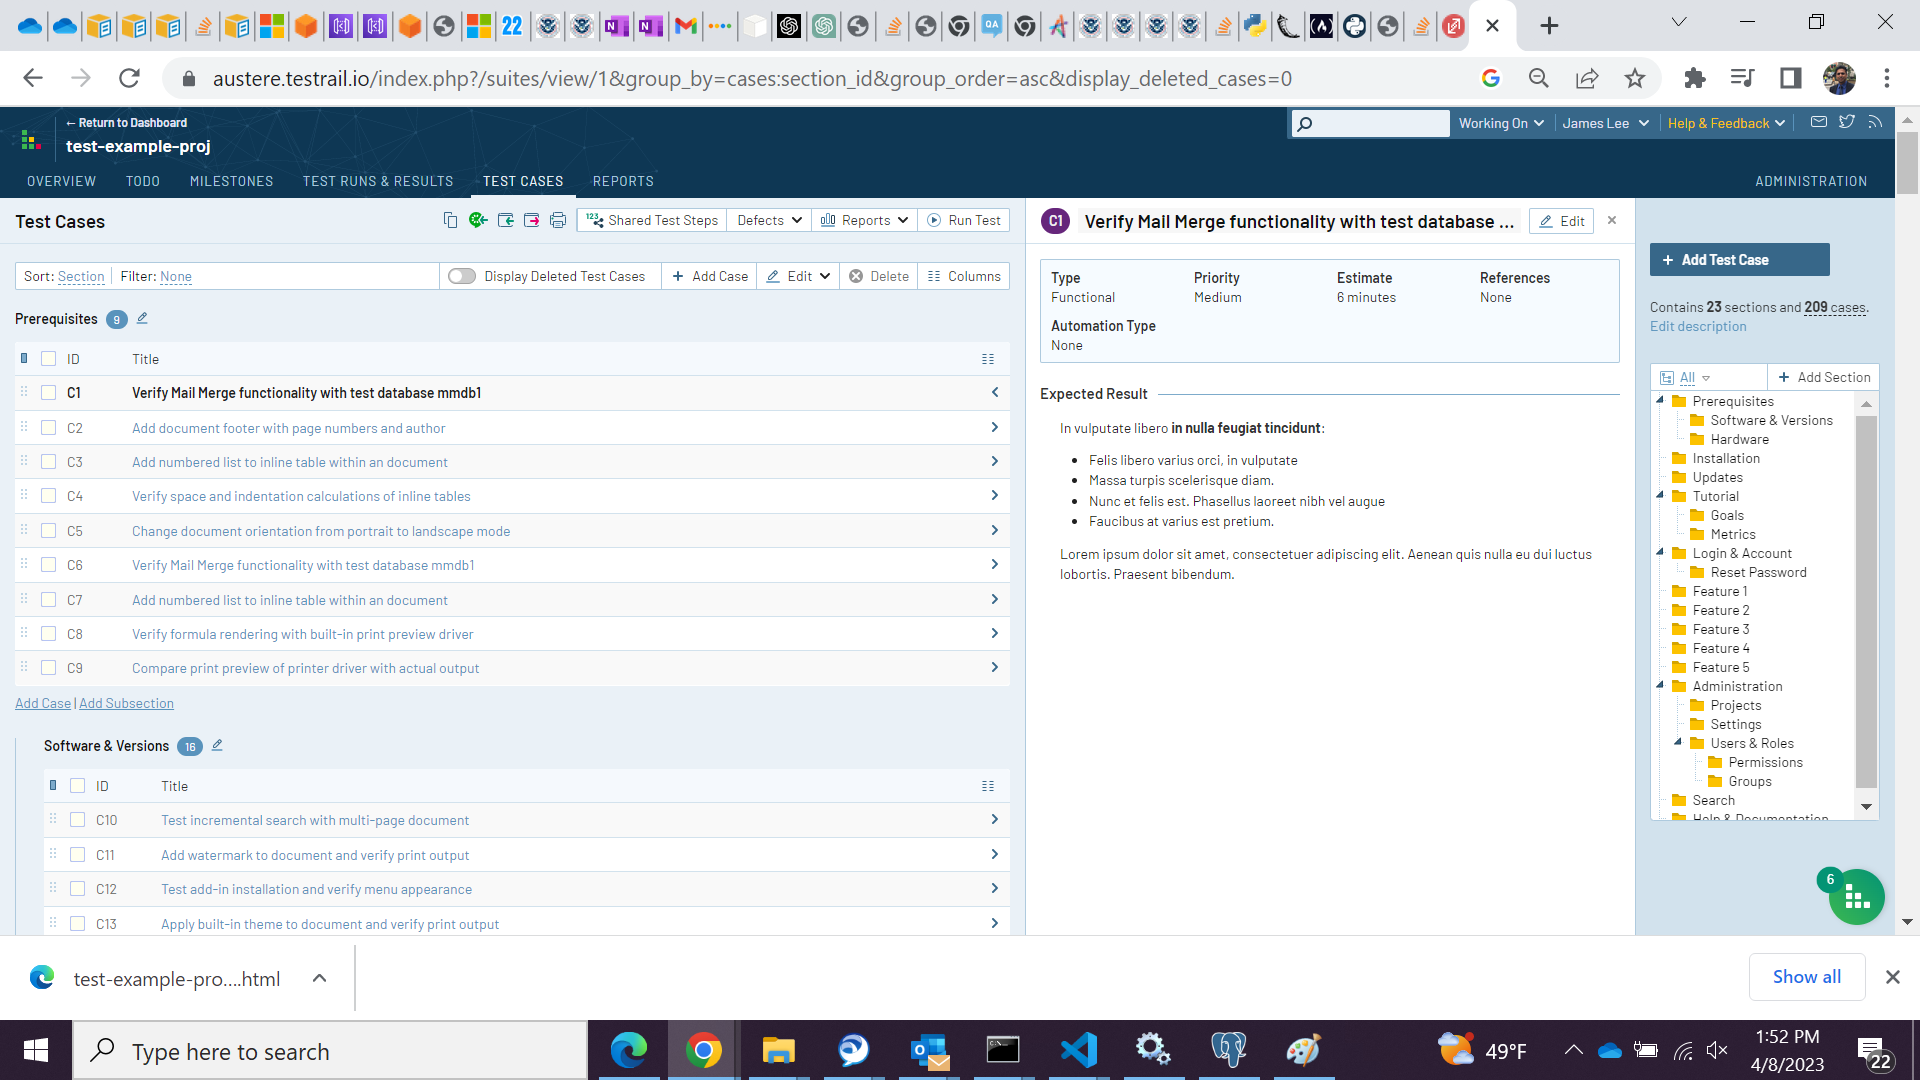 22
QA
austere.testrail.io/index.php?/suites/view/1&group_by=cases:section_id&group_order=asc&display_deleted_cases=0
← Return to Dashboard
test-example-proj
Working On
James Lee
Help & Feedback
OVERVIEW
TODO
MILESTONES
TEST RUNS & RESULTS
TEST CASES
REPORTS
ADMINISTRATION
Test Cases
123
Shared Test Steps
Defects
Reports
Run Test
Sort: Section
Filter: None
Display Deleted Test Cases
+ Add Case
Edit
Delete
Columns
Prerequisites 9
ID Title
C1 Verify Mail Merge functionality with test database mmdb1
C2 Add document footer with page numbers and author
C3 Add numbered list to inline table within an document
C4 Verify space and indentation calculations of inline tables
C5 Change document orientation from portrait to landscape mode
C6 Verify Mail Merge functionality with test database mmdb1
C7 Add numbered list to inline table within an document
C8 Verify formula rendering with built-in print preview driver
C9 Compare print preview of printer driver with actual output
Add Case | Add Subsection
Software & Versions 16
ID Title
C10 Test incremental search with multi-page document
C11 Add watermark to document and verify print output
C12 Test add-in installation and verify menu appearance
C13 Apply built-in theme to document and verify print output
C1 Verify Mail Merge functionality with test database ...
Edit
×
Type
Functional
Priority
Medium
Estimate
6 minutes
References
None
Automation Type
None
Expected Result
In vulputate libero in nulla feugiat tincidunt:
• Felis libero varius orci, in vulputate
• Massa turpis scelerisque diam.
• Nunc et felis est. Phasellus laoreet nibh vel augue
• Faucibus at varius est pretium.
Lorem ipsum dolor sit amet, consectetuer adipiscing elit. Aenean quis nulla eu dui luctus
lobortis. Praesent bibendum.
+ Add Test Case
Contains 23 sections and 209 cases.
Edit description
All
+ Add Section
Prerequisites
Software & Versions
Hardware
Installation
Updates
Tutorial
Goals
Metrics
Login & Account
Reset Password
Feature 1
Feature 2
Feature 3
Feature 4
Feature 5
Administration
Projects
Settings
Users & Roles
Permissions
Groups
Search
Help & Documentation
6
test-example-pro....html
Show all
Type here to search
49°F
1:52 PM
4/8/2023
22